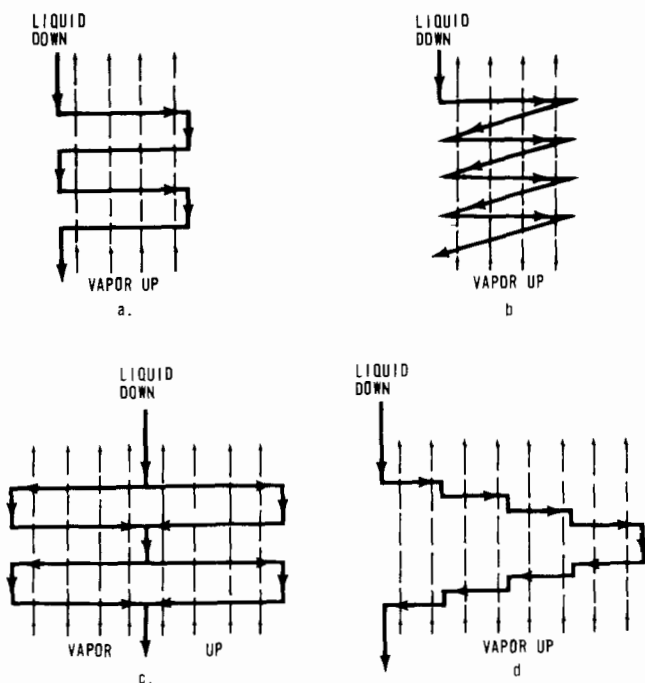 LIQUID
DOWN
VAPOR UP
a.
LIQUID
DOWN
VAPOR UP
b
LIQUID
DOWN
VAPOR UP
c.
LIQUID
DOWN
VAPOR UP
d